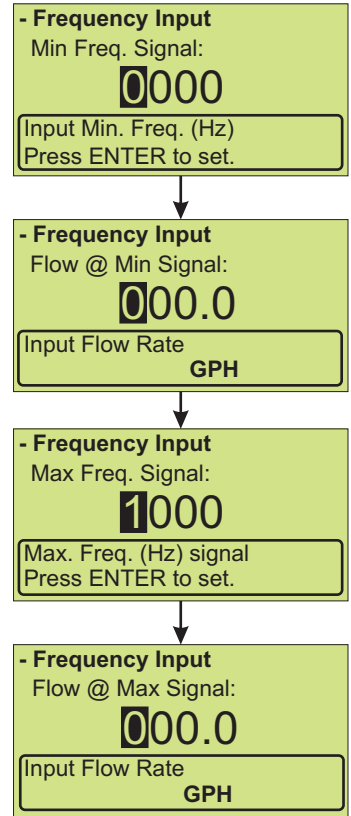 - Frequency Input
Min Freq. Signal:
0000
Input Min. Freq. (Hz)
Press ENTER to set.
- Frequency Input
Flow @ Min Signal:
000.0
Input Flow Rate
GPH
- Frequency Input
Max Freq. Signal:
1000
Max. Freq. (Hz) signal
Press ENTER to set.
- Frequency Input
Flow @ Max Signal:
000.0
Input Flow Rate
GPH